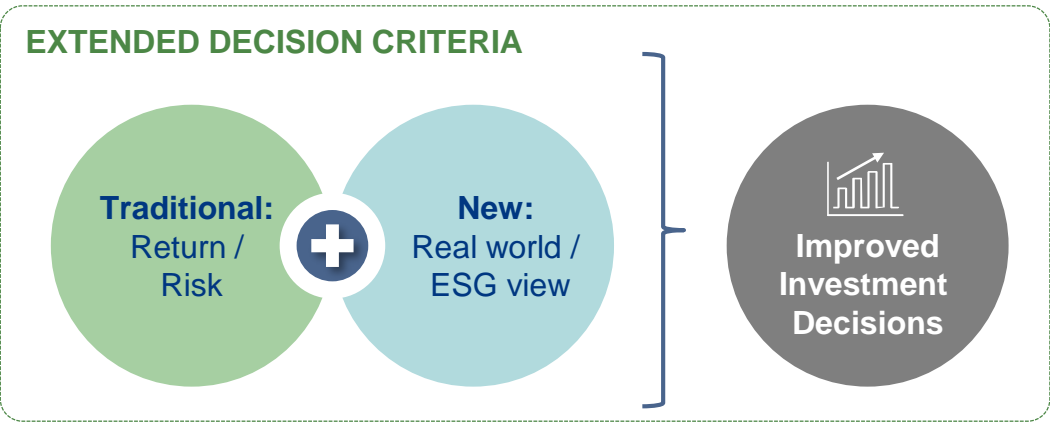 EXTENDED DECISION CRITERIA
Traditional:
Return /
Risk
New:
Real world /
ESG view
Improved
Investment
Decisions